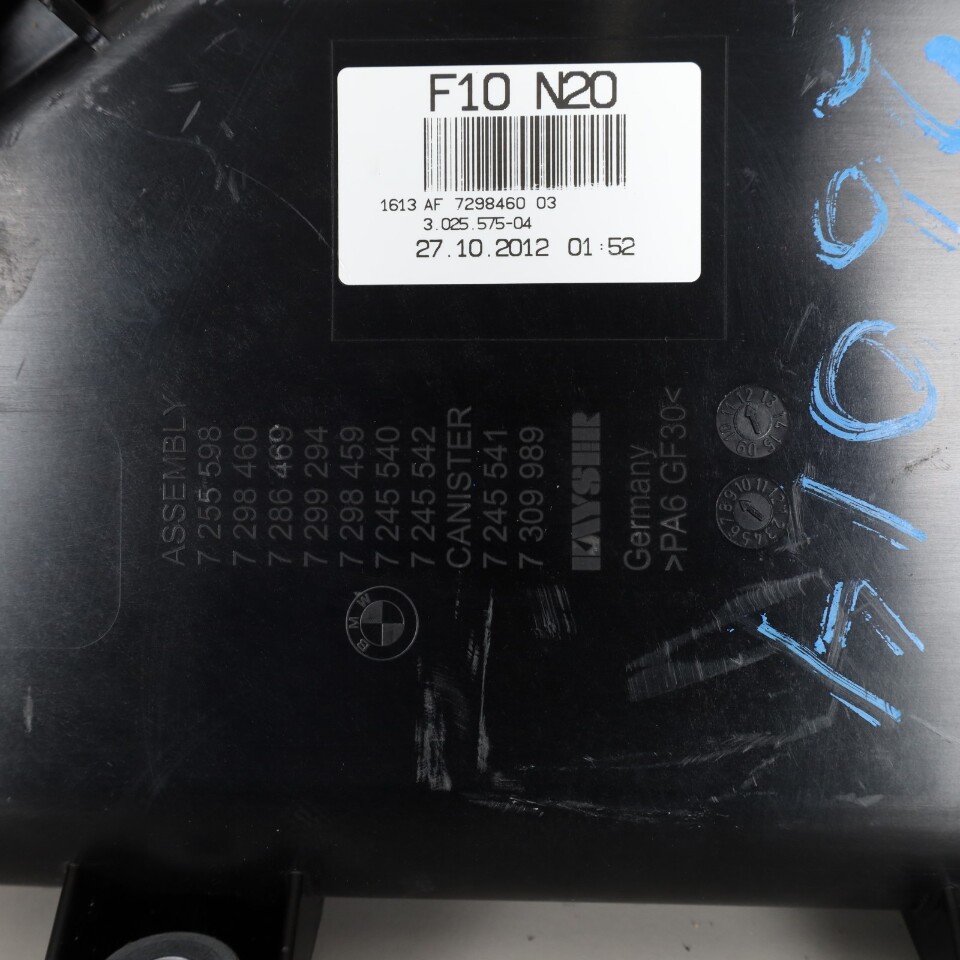 F10 N20
1613 AF 7298460 03
3.025.575-04
27.10.2012 01:52
ASSEMBLY
7 255 598
7 298 460
7 286 469
7 299 294
7 298 459
7 245 540
7 245 542
CANISTER
7 245 541
7 309 989
KAYSER
Germany
>PA6 GF30<
BMW